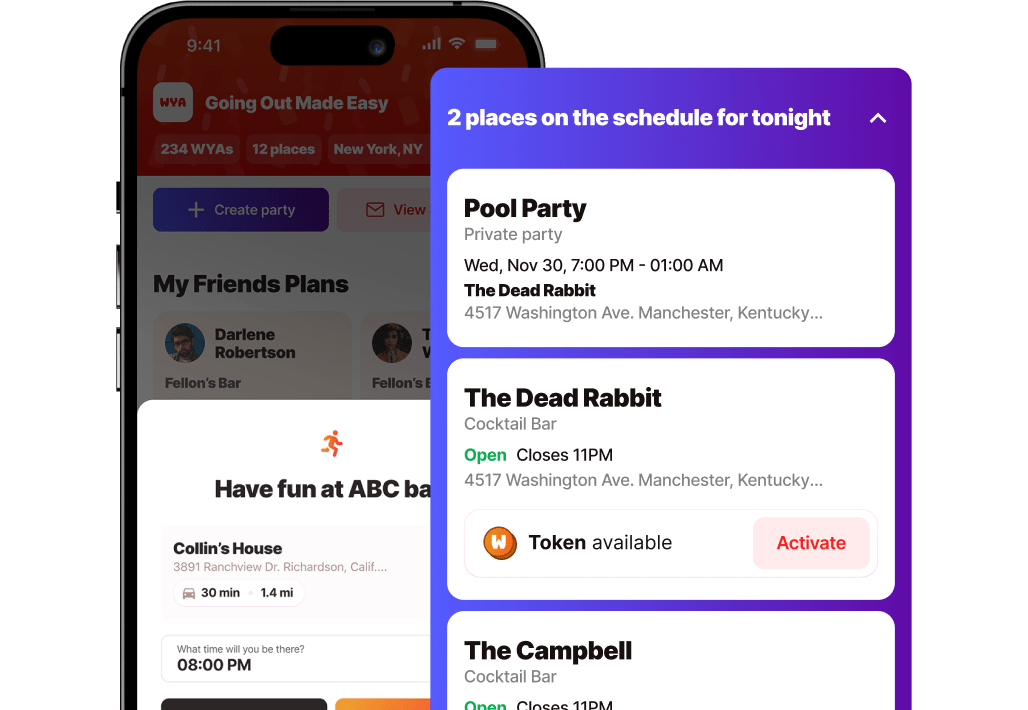 9:41
WYA
Going Out Made Easy
234 WYAs
12 places
New York, NY
Create party
View
My Friends Plans
Darlene
Robertson
Fellon's Bar
Fellon's
Have fun at ABC
Collin's House
3891 Ranchview Dr. Richardson, Calif....
30 min
1.4 mi
What time will you be there?
08:00 PM
2 places on the schedule for tonight
Pool Party
Private party
Wed, Nov 30, 7:00 PM - 01:00 AM
The Dead Rabbit
4517 Washington Ave. Manchester, Kentucky...
The Dead Rabbit
Cocktail Bar
Open Closes 11PM
4517 Washington Ave. Manchester, Kentucky...
W
Token available
Activate
The Campbell
Cocktail Bar
Open Closes 11PM